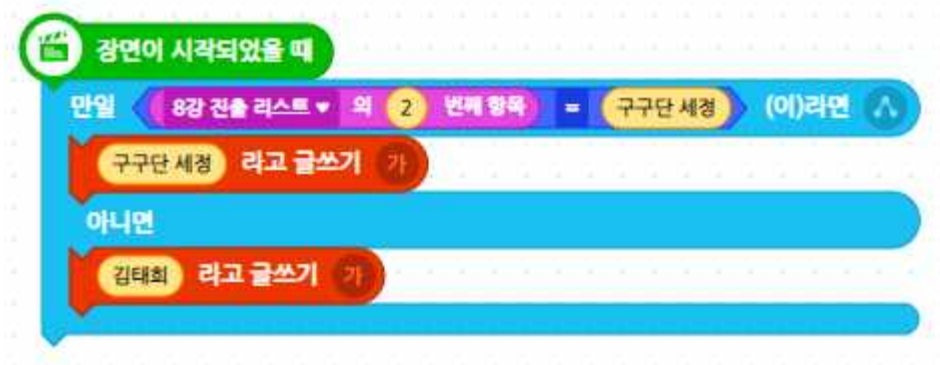 장면이 시작되었을 때
만일 8강 진출 리스트 의 2 번째 항목 = 구구단 세정 (이)라면
구구단 세정 라고 글쓰기 가
아니면
김태희 라고 글쓰기 가